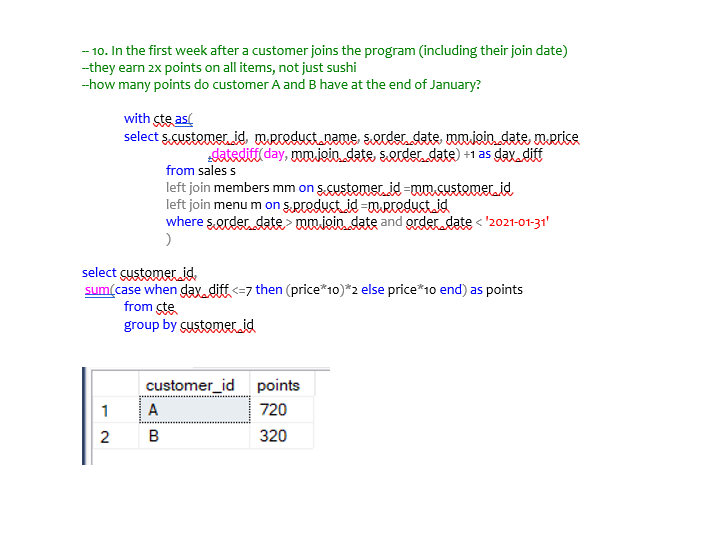 -- 10. In the first week after a customer joins the program (including their join date)
--they earn 2x points on all items, not just sushi
--how many points do customer A and B have at the end of January?
with cte as(
select s.customer_id, m.product_name, s.order_date, mm.join_date, m.price
,datediff(day, mm.join_date, s.order_date) +1 as day_diff
from sales s
left join members mm on s.customer_id =mm.customer_id
left join menu m on s.product_id =m.product_id
where s.order_date > mm.join_date and order_date < '2021-01-31'
)
select customer_id,
sum(case when day_diff <=7 then (price*10)*2 else price*10 end) as points
from cte
group by customer_id
customer_id points
1 A 720
2 B 320